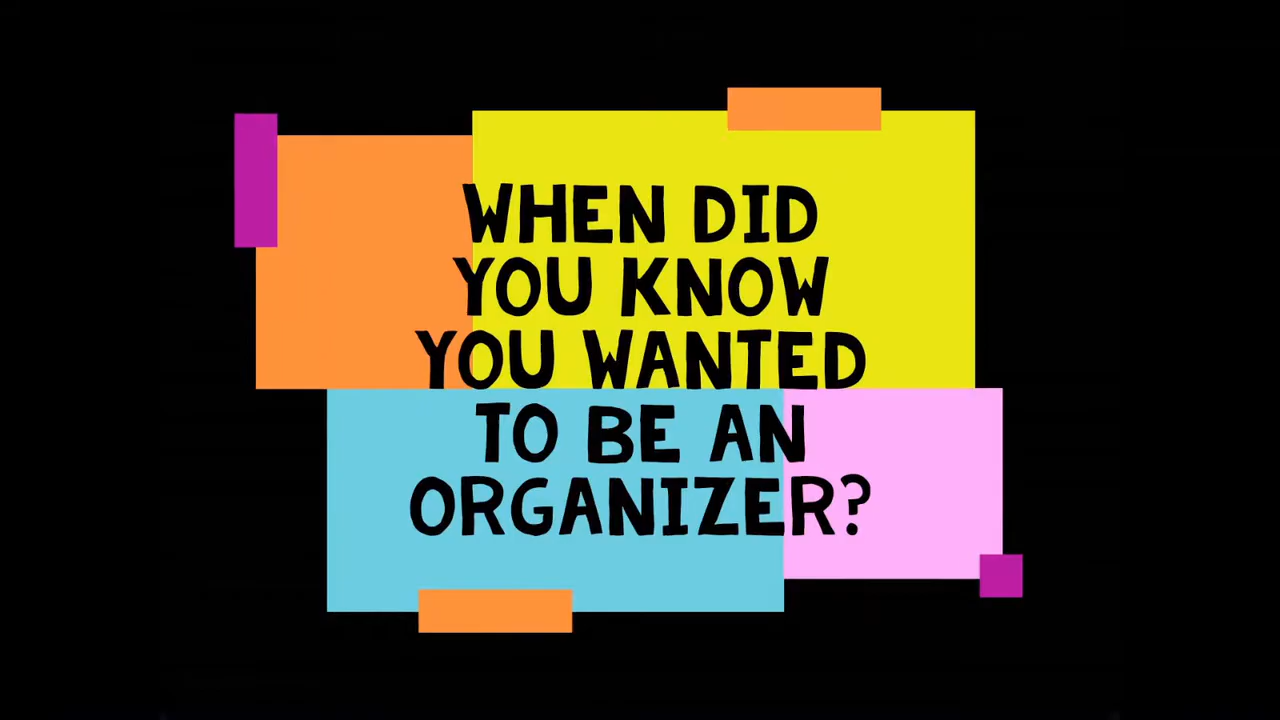 WHEN DID
YOU KNOW
YOU WANTED
TO BE AN
ORGANIZER?